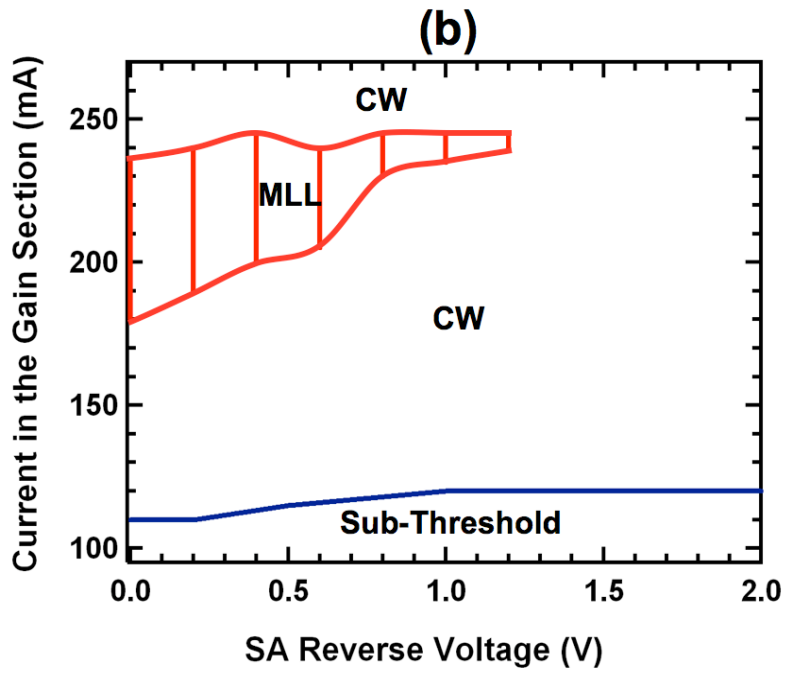 (b)
Current in the Gain Section (mA)
250
200
150
100
CW
MLL
CW
Sub-Threshold
0.0 0.5 1.0 1.5 2.0
SA Reverse Voltage (V)